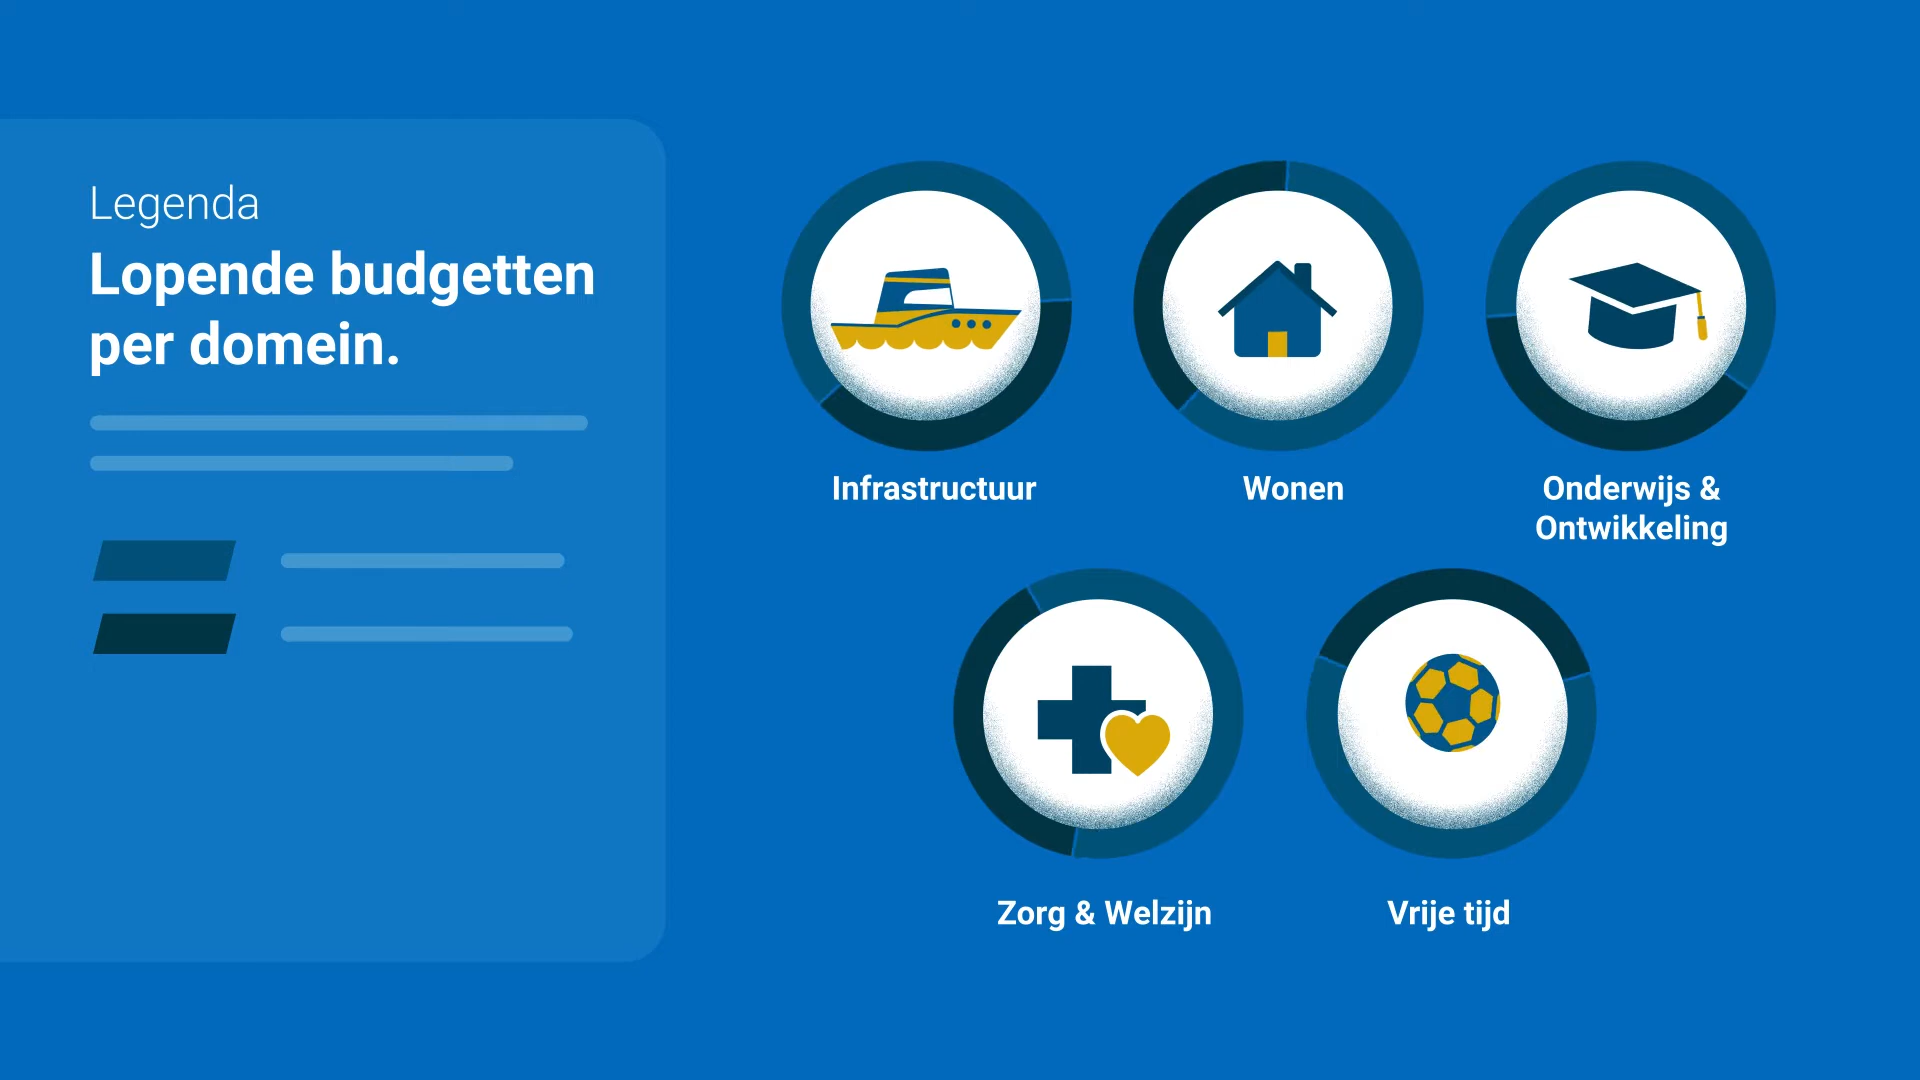 Legenda
Lopende budgetten
per domein.
Infrastructuur
Wonen
Onderwijs &
Ontwikkeling
Zorg & Welzijn
Vrije tijd